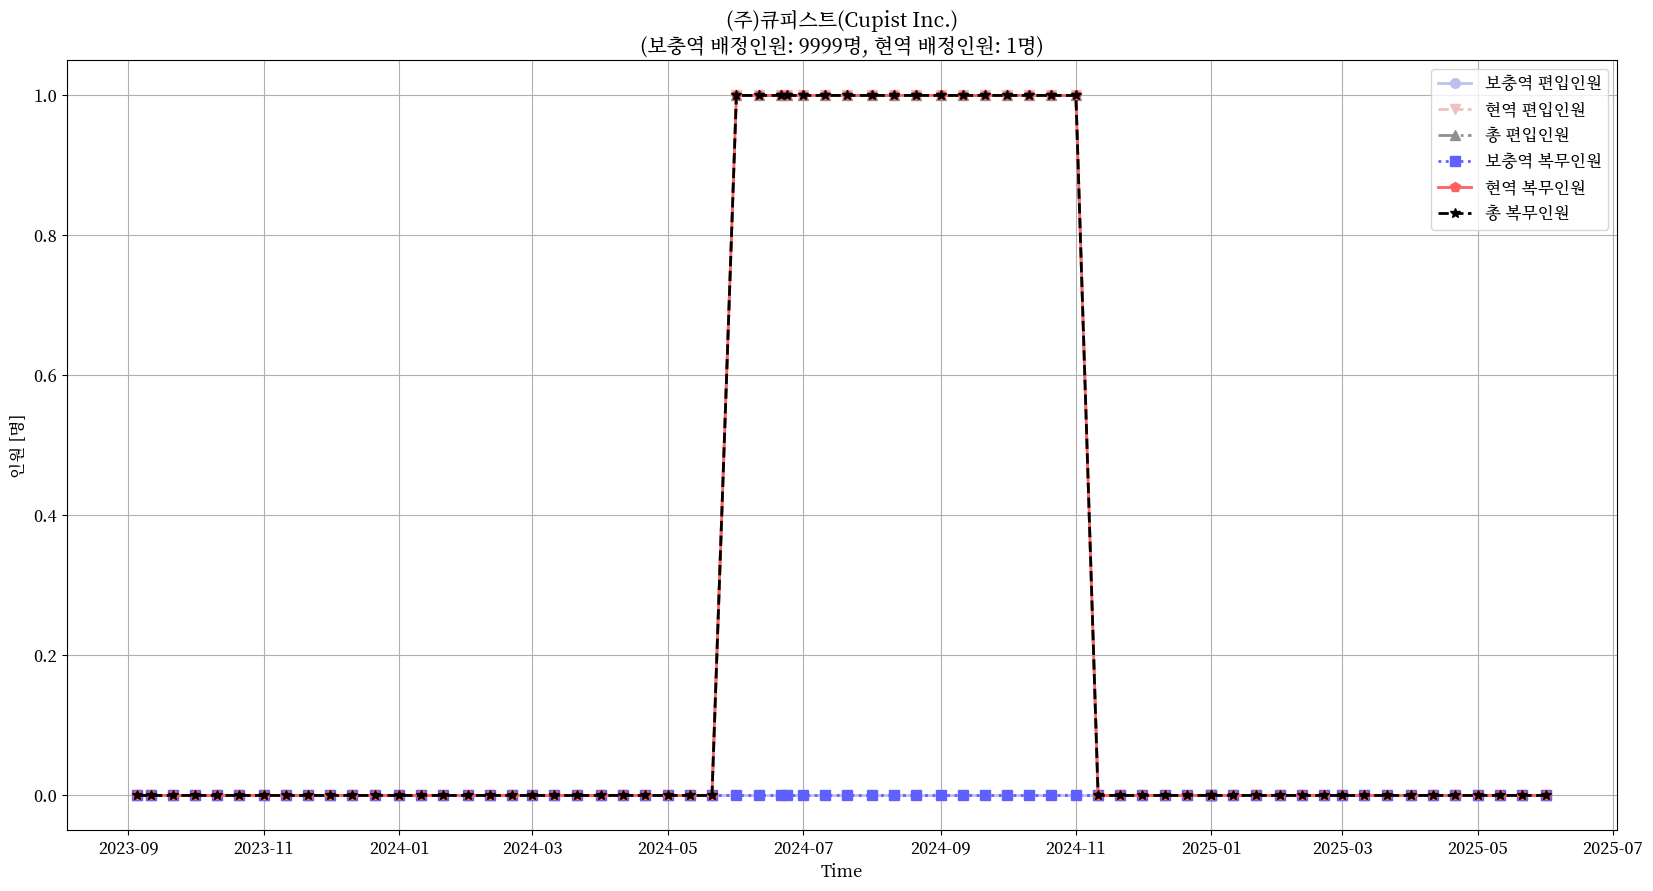 (주)큐피스트(Cupist Inc.)
(보충역 배정인원: 9999명, 현역 배정인원: 1명)
보충역 편입인원
현역 편입인원
총 편입인원
보충역 복무인원
현역 복무인원
총 복무인원
인원 [명]
1.0
0.8
0.6
0.4
0.2
0.0
2023-09 2023-11 2024-01 2024-03 2024-05 2024-07 2024-09 2024-11 2025-01 2025-03 2025-05 2025-07
Time